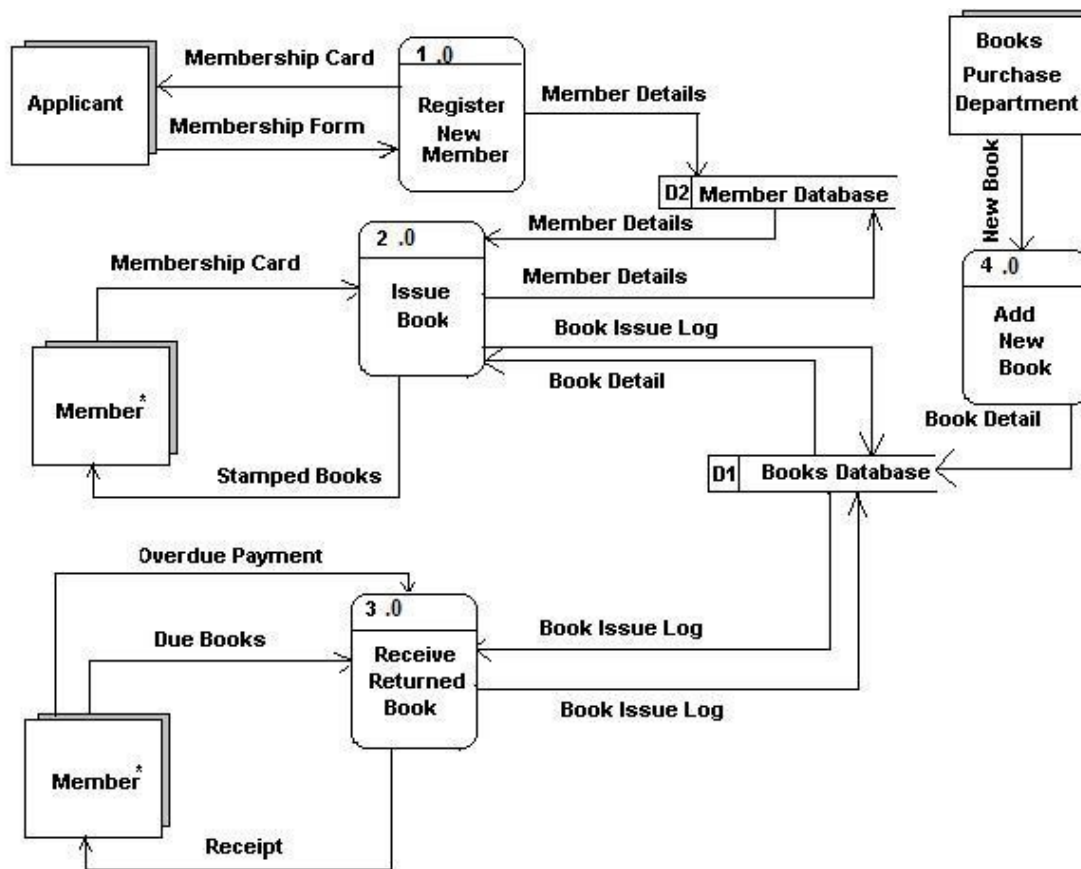 Applicant
Membership Card
Membership Form
1 .0
Register
New
Member
Member Details
Books
Purchase
Department
New Book
D2 Member Database
Member Details
2 .0
Issue
Book
Membership Card
Member Details
Book Issue Log
Book Detail
4 .0
Add
New
Book
Book Detail
Member*
Stamped Books
D1 Books Database
Overdue Payment
3 .0
Receive
Returned
Book
Due Books
Book Issue Log
Book Issue Log
Member*
Receipt